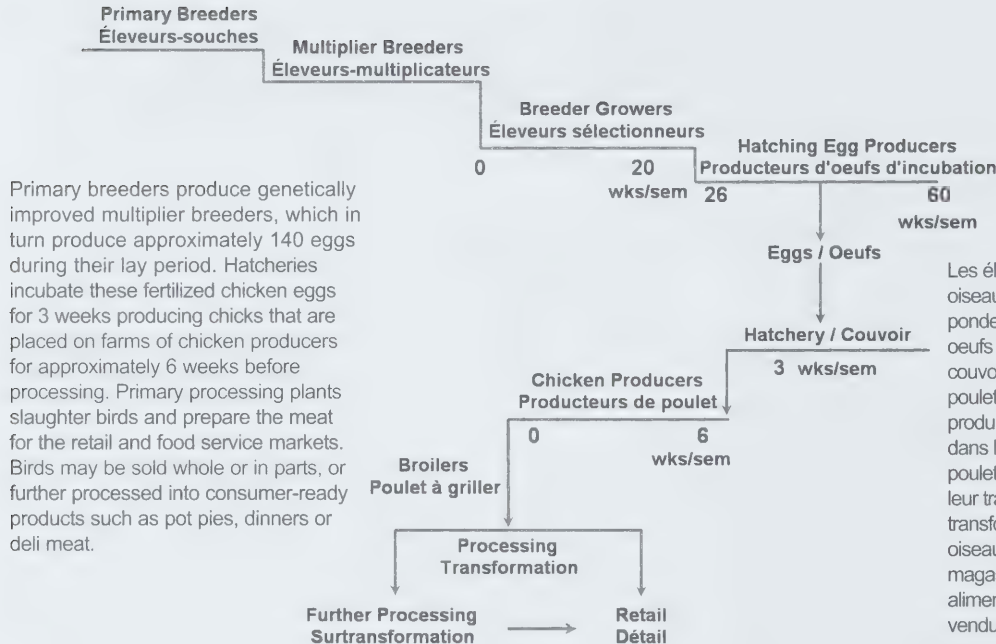 Primary Breeders
Éleveurs-souches
Multiplier Breeders
Éleveurs-multiplicateurs
Breeder Growers
Éleveurs sélectionneurs
0 20
wks/sem
Hatching Egg Producers
Producteurs d'oeufs d'incubation
26 60
wks/sem
Eggs / Oeufs
Hatchery / Couvoir
3 wks/sem
Chicken Producers
Producteurs de poulet
0 6
wks/sem
Broilers
Poulet à griller
Processing
Transformation
Further Processing
Surtransformation
Retail
Détail
Primary breeders produce genetically
improved multiplier breeders, which in
turn produce approximately 140 eggs
during their lay period. Hatcheries
incubate these fertilized chicken eggs
for 3 weeks producing chicks that are
placed on farms of chicken producers
for approximately 6 weeks before
processing. Primary processing plants
slaughter birds and prepare the meat
for the retail and food service markets.
Birds may be sold whole or in parts, or
further processed into consumer-ready
products such as pot pies, dinners or
deli meat.
Les él
oiseau
ponde
oeufs
couvo
poulet
produ
dans l
poulet
leur tra
transfo
oiseau
maga
alimen
vendu